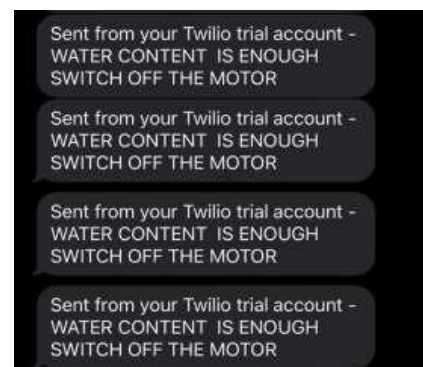 Sent from your Twilio trial account -
WATER CONTENT  IS ENOUGH
SWITCH OFF THE MOTOR
Sent from your Twilio trial account -
WATER CONTENT  IS ENOUGH
SWITCH OFF THE MOTOR
Sent from your Twilio trial account -
WATER CONTENT  IS ENOUGH
SWITCH OFF THE MOTOR
Sent from your Twilio trial account -
WATER CONTENT  IS ENOUGH
SWITCH OFF THE MOTOR